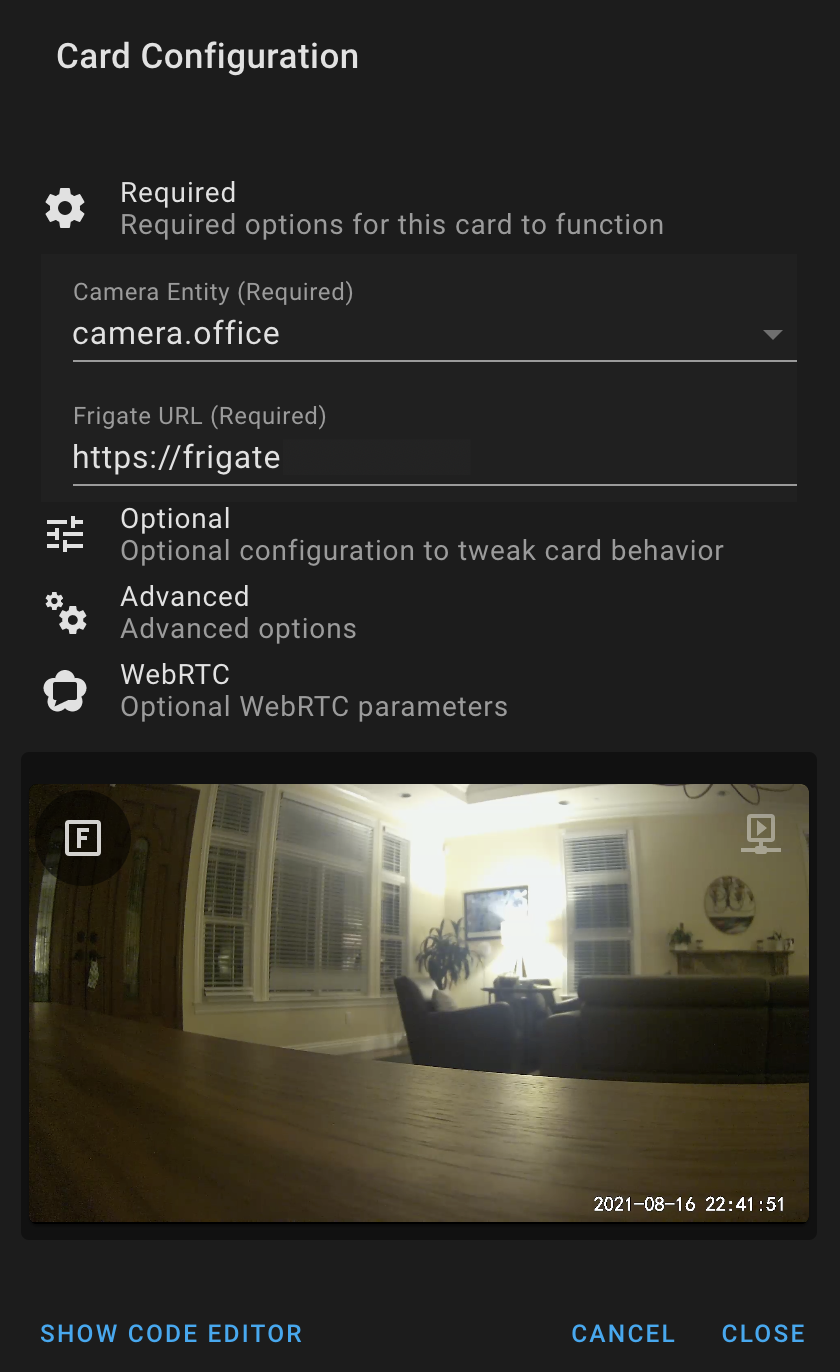 Card Configuration
Required
Required options for this card to function
Camera Entity (Required)
camera.office
Frigate URL (Required)
https://frigate
Optional
Optional configuration to tweak card behavior
Advanced
Advanced options
WebRTC
Optional WebRTC parameters
F
2021-08-16 22:41:51
SHOW CODE EDITOR
CANCEL CLOSE